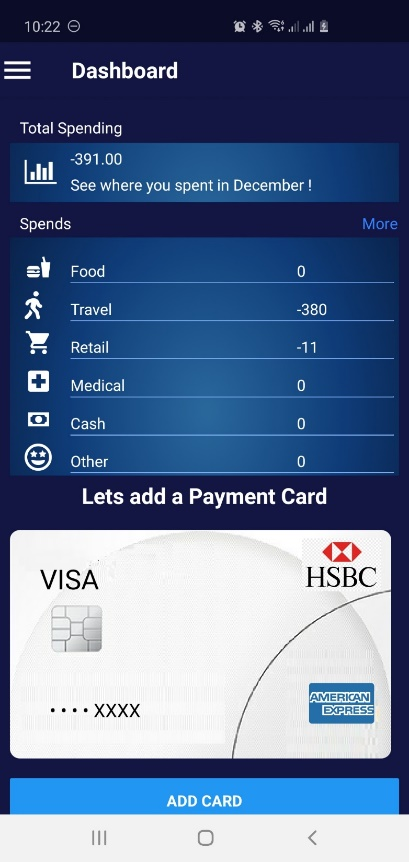 10:22
Dashboard
Total Spending
-391.00
See where you spent in December !
Spends More
Food 0
Travel -380
Retail -11
Medical 0
Cash 0
Other 0
Lets add a Payment Card
VISA
HSBC
•••• XXXX
AMERICAN
EXPRESS
ADD CARD